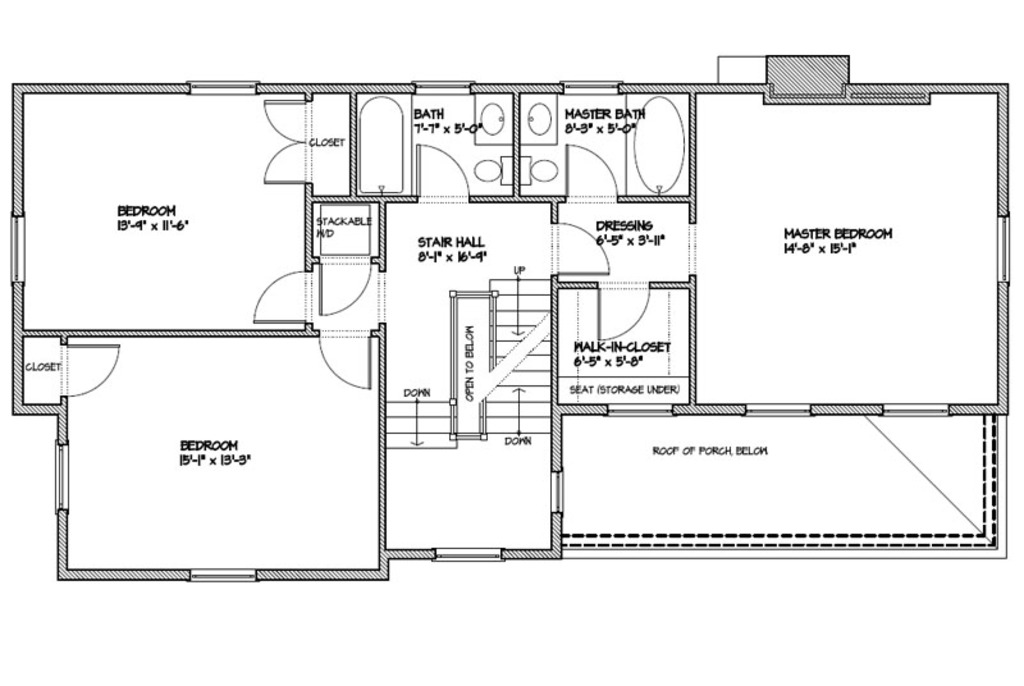 BATH
7'-7" x 5'-0"
MASTER BATH
8'-3" x 5'-0"
CLOSET
BEDROOM
13'-9" x 11'-6"
STACKABLE
W/D
STAIR HALL
8'-1" x 16'-9"
DRESSING
6'-5" x 3'-11"
MASTER BEDROOM
14'-8" x 15'-1"
UP
OPEN TO BELOW
WALK-IN-CLOSET
6'-5" x 5'-8"
CLOSET
SEAT (STORAGE UNDER)
DOWN
DOWN
BEDROOM
15'-1" x 13'-3"
ROOF OF PORCH, BELOW